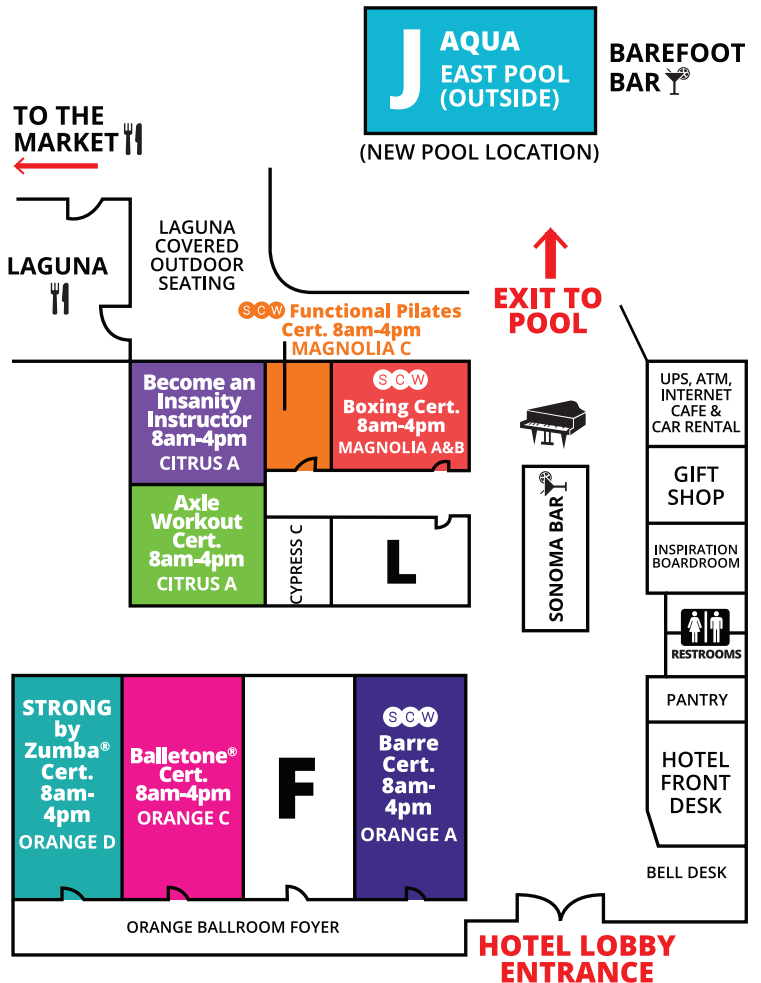 J
AQUA
EAST POOL
(OUTSIDE)
BAREFOOT
BAR
(NEW POOL LOCATION)
TO THE
MARKET
LAGUNA
LAGUNA
COVERED
OUTDOOR
SEATING
EXIT TO
POOL
SCW Functional Pilates
Cert. 8am-4pm
MAGNOLIA C
Become an
Insanity
Instructor
8am-4pm
CITRUS A
SCW
Boxing Cert.
8am-4pm
MAGNOLIA A&B
UPS, ATM,
INTERNET
CAFE &
CAR RENTAL
GIFT
SHOP
Axle
Workout
Cert.
8am-4pm
CITRUS A
CYPRESS C
L
SONOMA BAR
INSPIRATION
BOARDROOM
RESTROOMS
PANTRY
HOTEL
FRONT
DESK
BELL DESK
STRONG
by
Zumba®
Cert.
8am-
4pm
ORANGE D
Balletone®
Cert.
8am-4pm
ORANGE C
F
SCW
Barre
Cert.
8am-
4pm
ORANGE A
ORANGE BALLROOM FOYER
HOTEL LOBBY
ENTRANCE